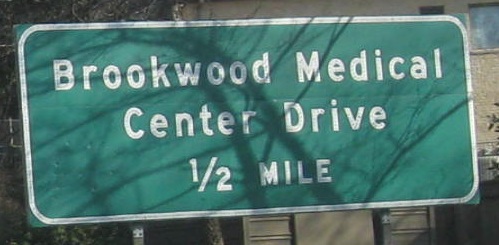 Brookwood Medical
Center Drive
1/2 MILE